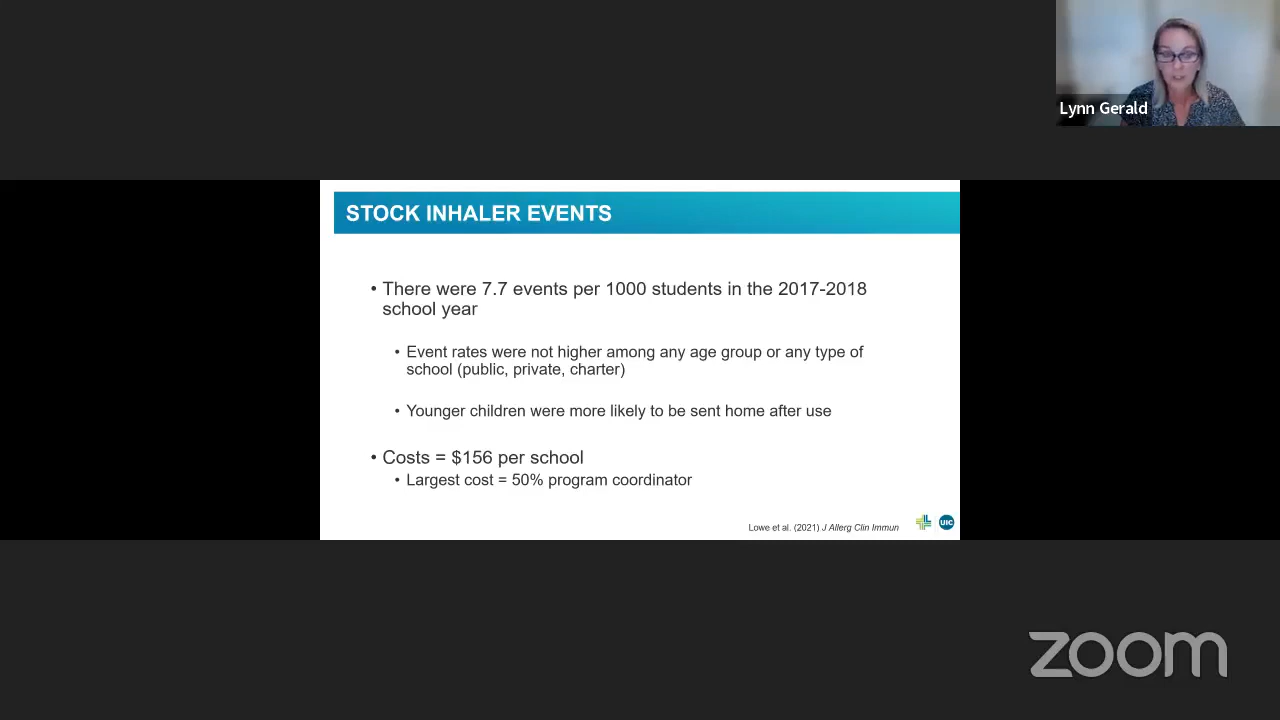 Lynn Gerald
STOCK INHALER EVENTS
• There were 7.7 events per 1000 students in the 2017-2018
school year
• Event rates were not higher among any age group or any type of
school (public, private, charter)
• Younger children were more likely to be sent home after use
• Costs = $156 per school
• Largest cost = 50% program coordinator
Lowe et al. (2021) J Allerg Clin Immun
UIC
zoom